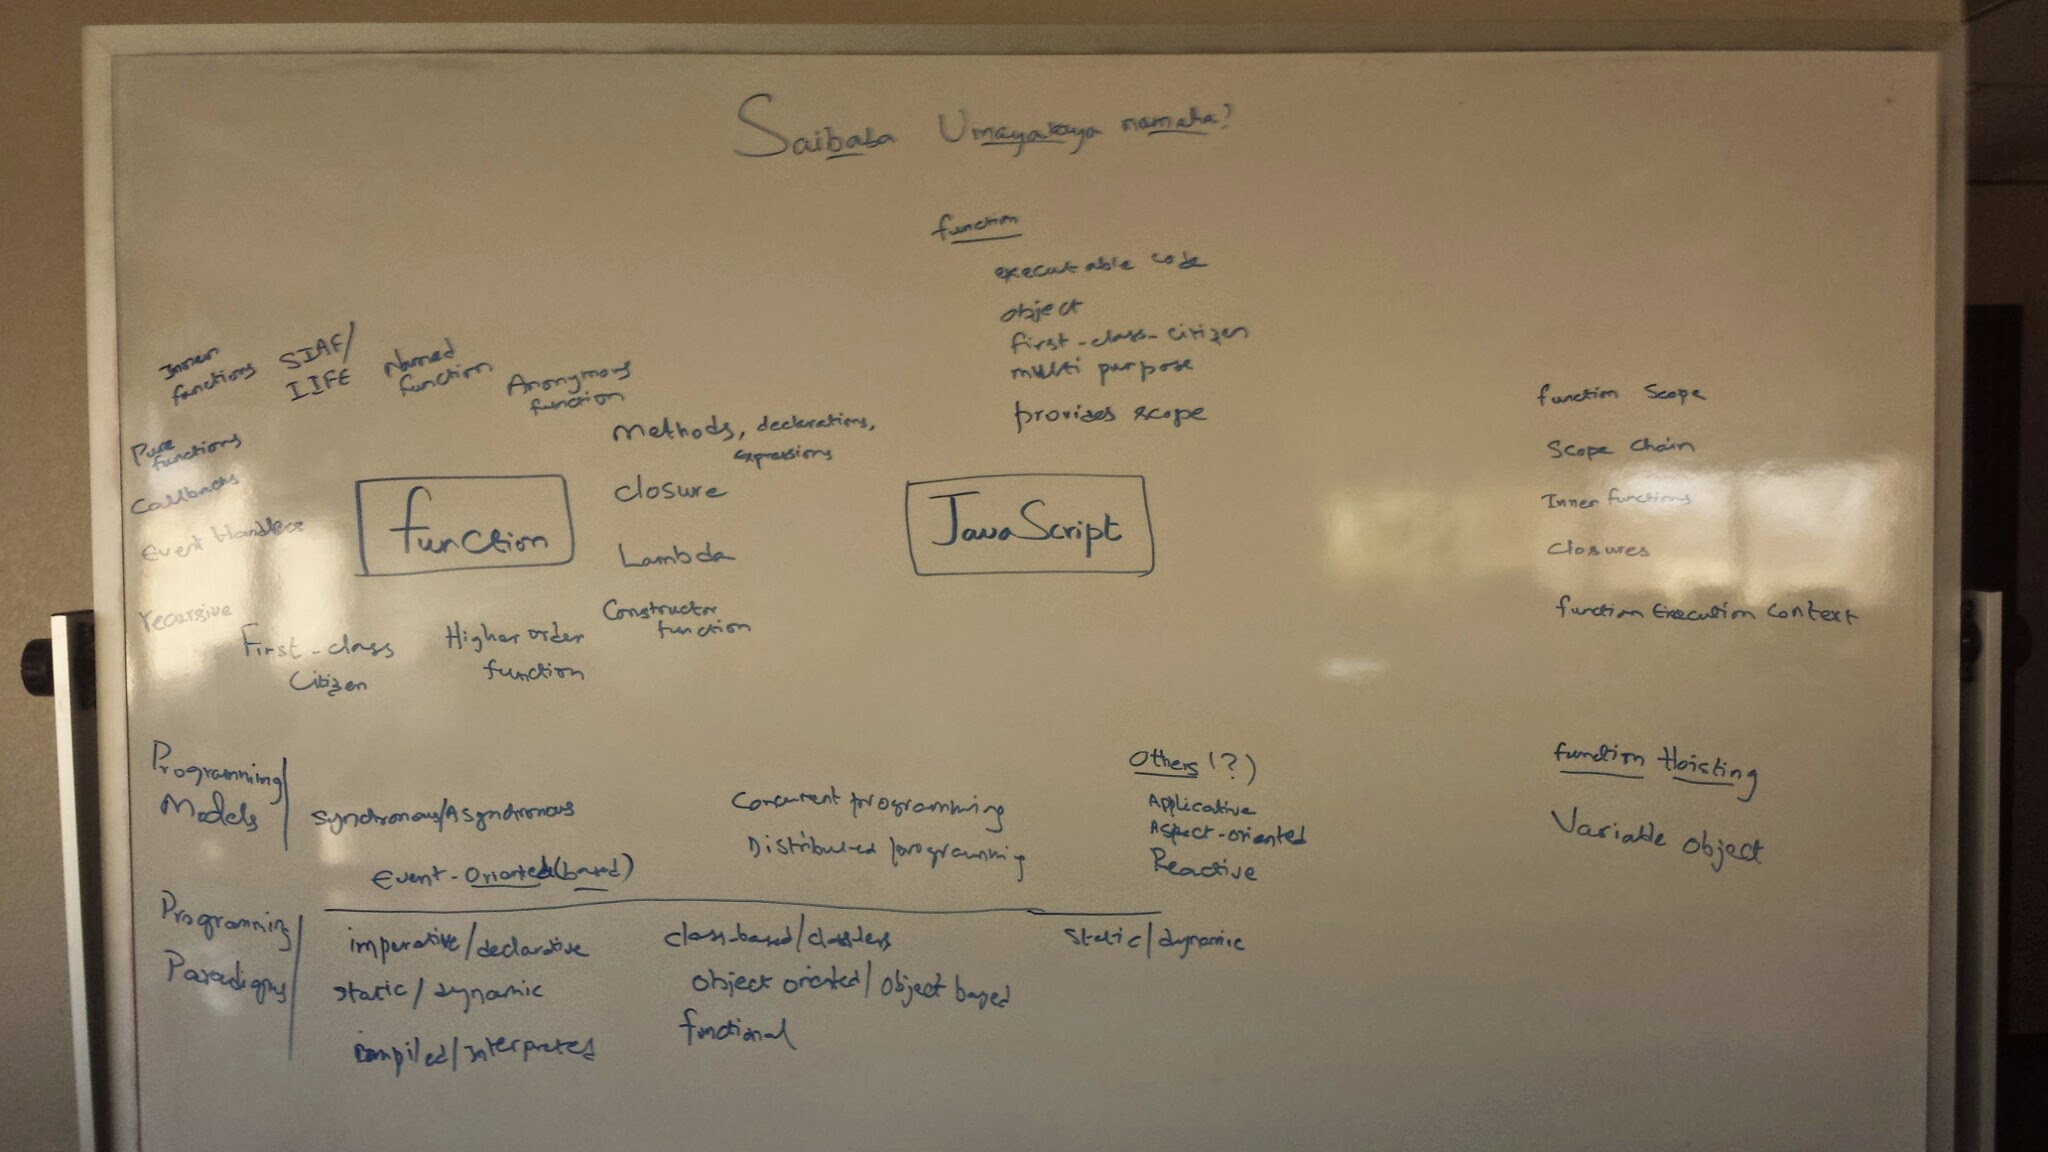 Saibaba Umayakaya namaha?
function
executable code
object
first-class-citizen
multi purpose
provides scope
Inner
functions
SIAF/
IIFE
Named
function
Anonymous
function
Methods, declarations,
expressions
Pure
functions
Callbacks
Event Handlers
recursive
function
closure
Lambda
Constructor
function
First-class
Citizen
Higher order
function
JavaScript
function Scope
Scope Chain
Inner functions
closures
function Execution Context
Programming
Models
Synchronous/Asynchronous
Event-Oriented(based)
Concurrent programming
Distributed programming
Others(?)
Applicative
Aspect-oriented
Reactive
function Hoisting
Variable object
Programming
Paradigms
imperative/declarative
static/dynamic
Compiled/Interpreted
class-based/classless
object oriented/object based
functional
static/dynamic